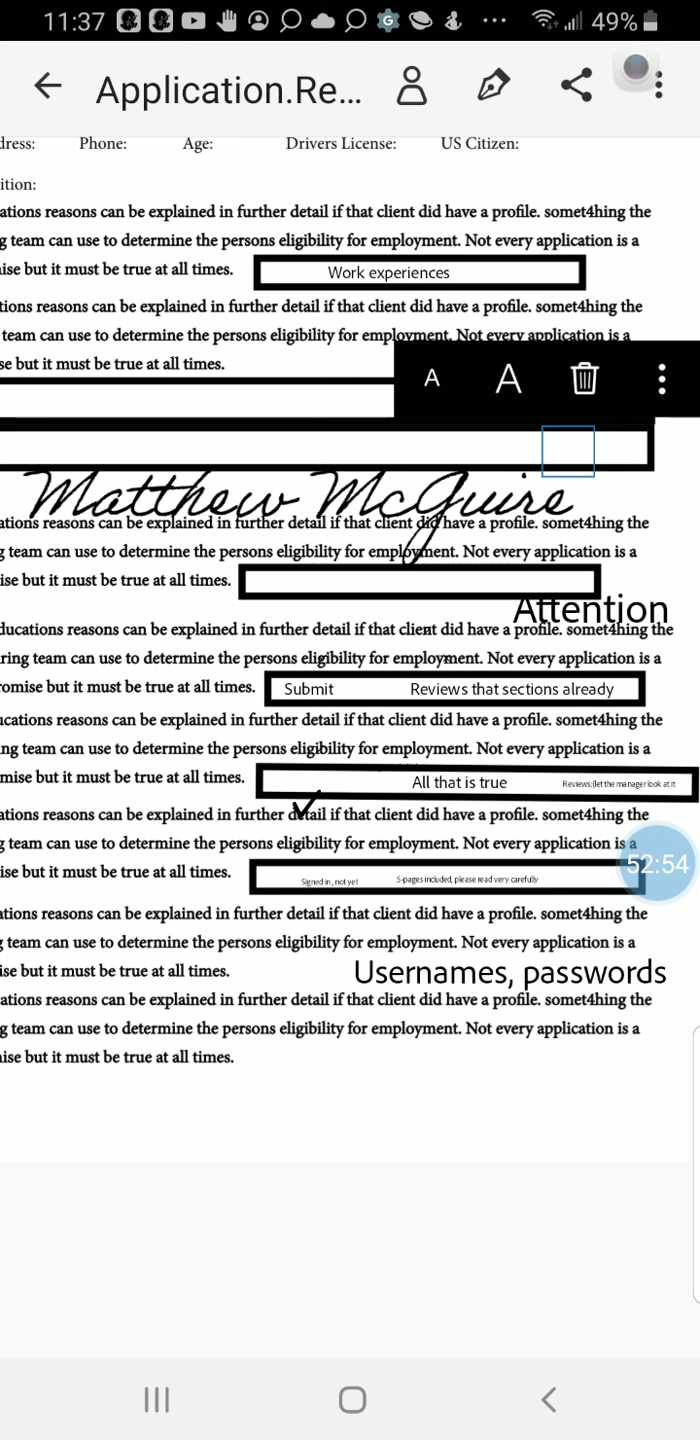 11:37 49%
Application.Re...
dress: Phone: Age: Drivers License: US Citizen:
ition:
ations reasons can be explained in further detail if that client did have a profile. somet4hing the
g team can use to determine the persons eligibility for employment. Not every application is a
ise but it must be true at all times. Work experiences
tions reasons can be explained in further detail if that client did have a profile. somet4hing the
team can use to determine the persons eligibility for employment. Not every application is a
se but it must be true at all times.
A A
Matthew McGuire
ations reasons can be explained in further detail if that client did have a profile. somet4hing the
g team can use to determine the persons eligibility for employment. Not every application is a
ise but it must be true at all times.
Attention
ducations reasons can be explained in further detail if that client did have a profile. somet4hing the
ring team can use to determine the persons eligibility for employment. Not every application is a
romise but it must be true at all times. Submit Reviews that sections already
ucations reasons can be explained in further detail if that client did have a profile. somet4hing the
ng team can use to determine the persons eligibility for employment. Not every application is a
mise but it must be true at all times. All that is true Reviews:(let the manager look at it
ations reasons can be explained in further detail if that client did have a profile. somet4hing the
g team can use to determine the persons eligibility for employment. Not every application is a
52:54
ise but it must be true at all times. Signed in, not yet 5-pages included, please read very carefully
ations reasons can be explained in further detail if that client did have a profile. somet4hing the
g team can use to determine the persons eligibility for employment. Not every application is a
ise but it must be true at all times. Usernames, passwords
ations reasons can be explained in further detail if that client did have a profile. somet4hing the
g team can use to determine the persons eligibility for employment. Not every application is a
ise but it must be true at all times.